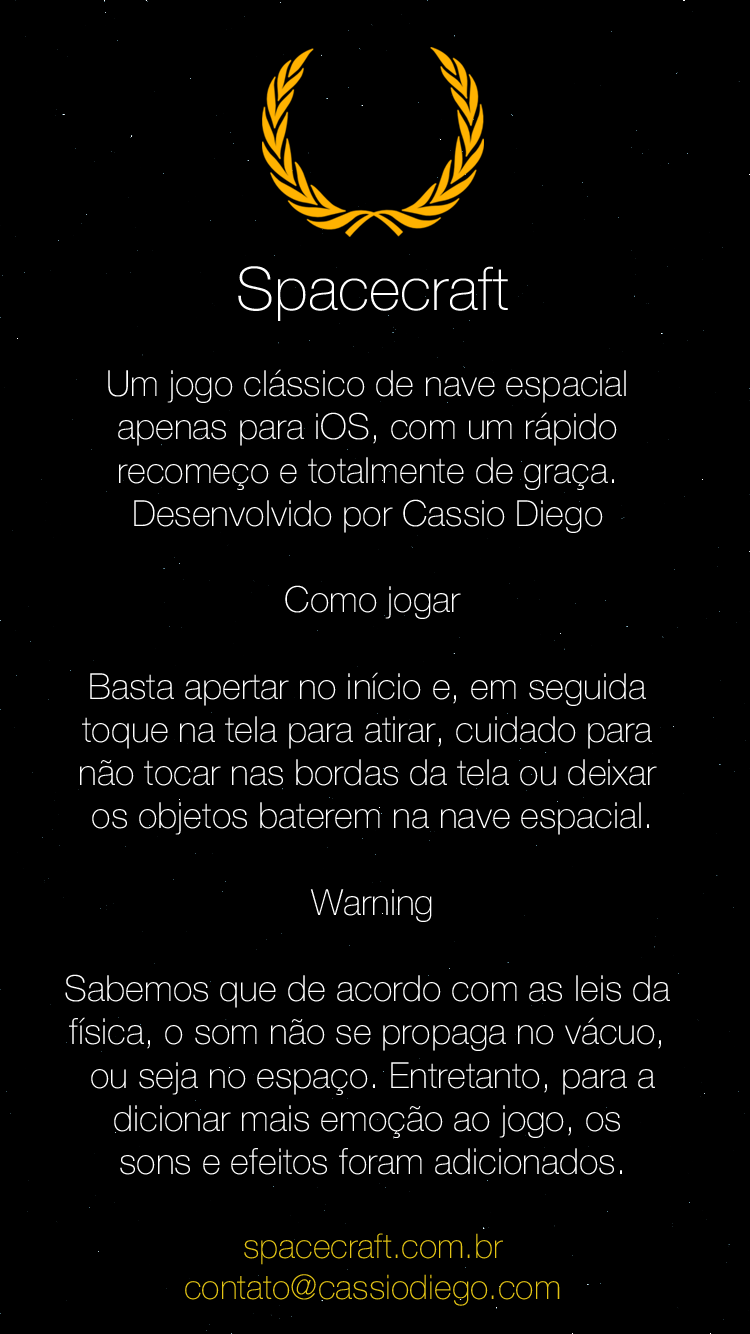 Spacecraft
Um jogo clássico de nave espacial
apenas para iOS, com um rápido
recomeço e totalmente de graça.
Desenvolvido por Cassio Diego
Como jogar
Basta apertar no início e, em seguida
toque na tela para atirar, cuidado para
não tocar nas bordas da tela ou deixar
os objetos baterem na nave espacial.
Warning
Sabemos que de acordo com as leis da
física, o som não se propaga no vácuo,
ou seja no espaço. Entretanto, para a
dicionar mais emoção ao jogo, os
sons e efeitos foram adicionados.
spacecraft.com.br
contato@cassiodiego.com